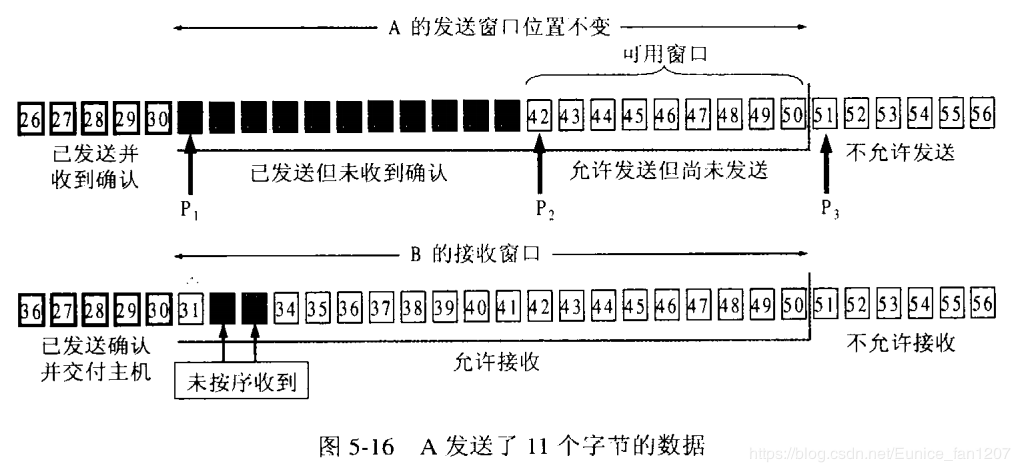 A 的发送窗口位置不变
可用窗口
26 27 28 29 30 42 43 44 45 46 47 48 49 50 51 52 53 54 55 56
已发送并
收到确认
已发送但未收到确认
允许发送但尚未发送
不允许发送
P1
P2
P3
B 的接收窗口
36 27 28 29 30 31 34 35 36 37 38 39 40 41 42 43 44 45 46 47 48 49 50 51 52 53 54 55 56
已发送确认
并交付主机
未按序收到
允许接收
不允许接收
图 5-16 A 发送了 11 个字节的数据
https://blog.csdn.net/Eunice_fan1207